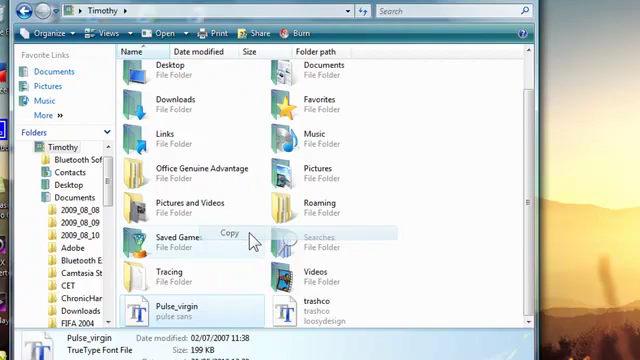 Timothy
Search
Organize
Views
Open
Print
Share
Burn
Favorite Links
Documents
Pictures
Music
More »
Folders
Timothy
Bluetooth Sof
Contacts
Desktop
Documents
2009_08_08
2009_08_09
2009_08_10
Adobe
Bluetooth E
Camtasia St
CET
ChronicHan
Downloads
FIFA 2004
Name
Date modified
Size
Folder path
Desktop
File Folder
Documents
File Folder
Downloads
File Folder
Favorites
File Folder
Links
File Folder
Music
File Folder
Office Genuine Advantage
File Folder
Pictures
File Folder
Pictures and Videos
File Folder
Roaming
File Folder
Copy
Saved Games
File Folder
Searches
File Folder
Tracing
File Folder
Videos
File Folder
Pulse_virgin
pulse sans
trashco
trashco
loosydesign
Pulse_virgin
TrueType Font File
Date modified: 02/07/2007 11:38
Size: 199 KB